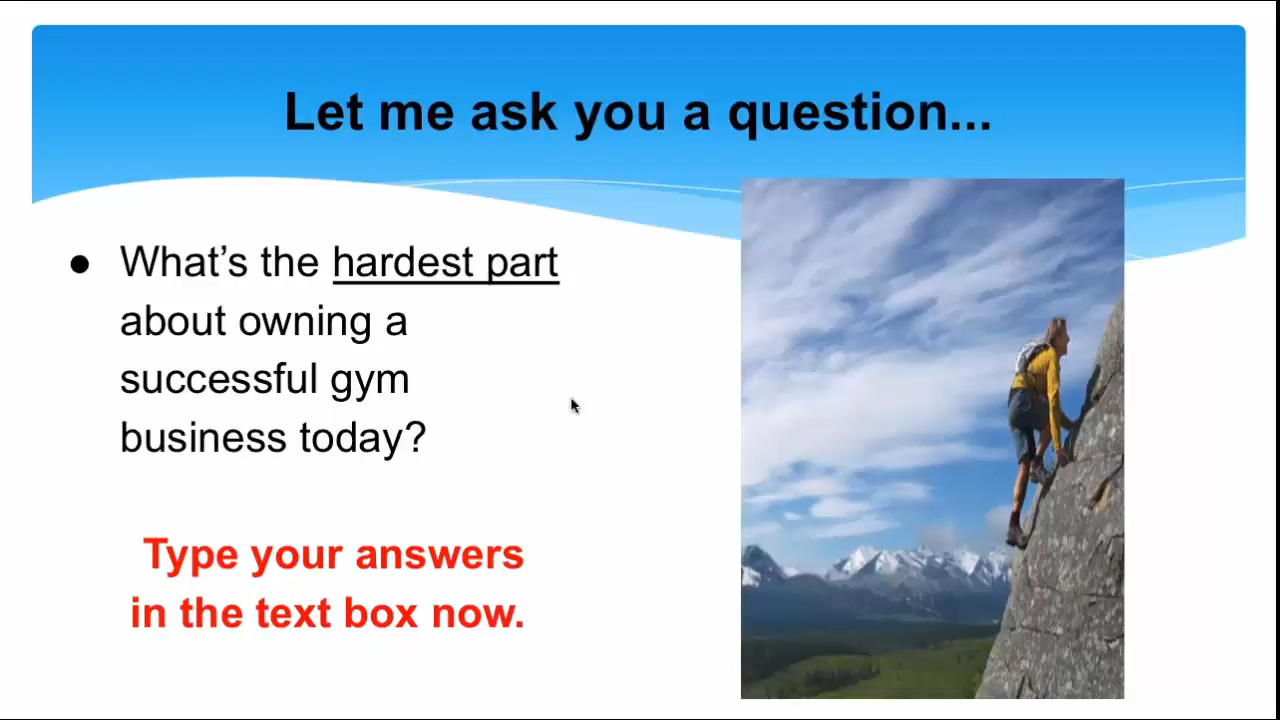 Let me ask you a question...
● What’s the hardest part
about owning a
successful gym
business today?
Type your answers
in the text box now.